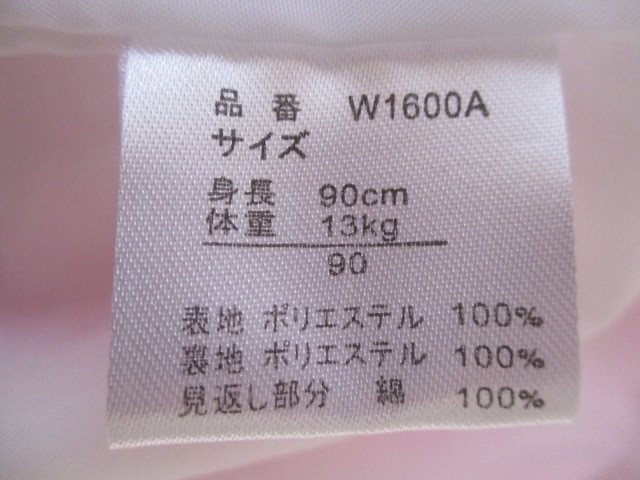 品番 W1600A
サイズ
身長 90cm
体重 13kg
90
表地 ポリエステル 100%
裏地 ポリエステル 100%
見返し部分 綿 100%